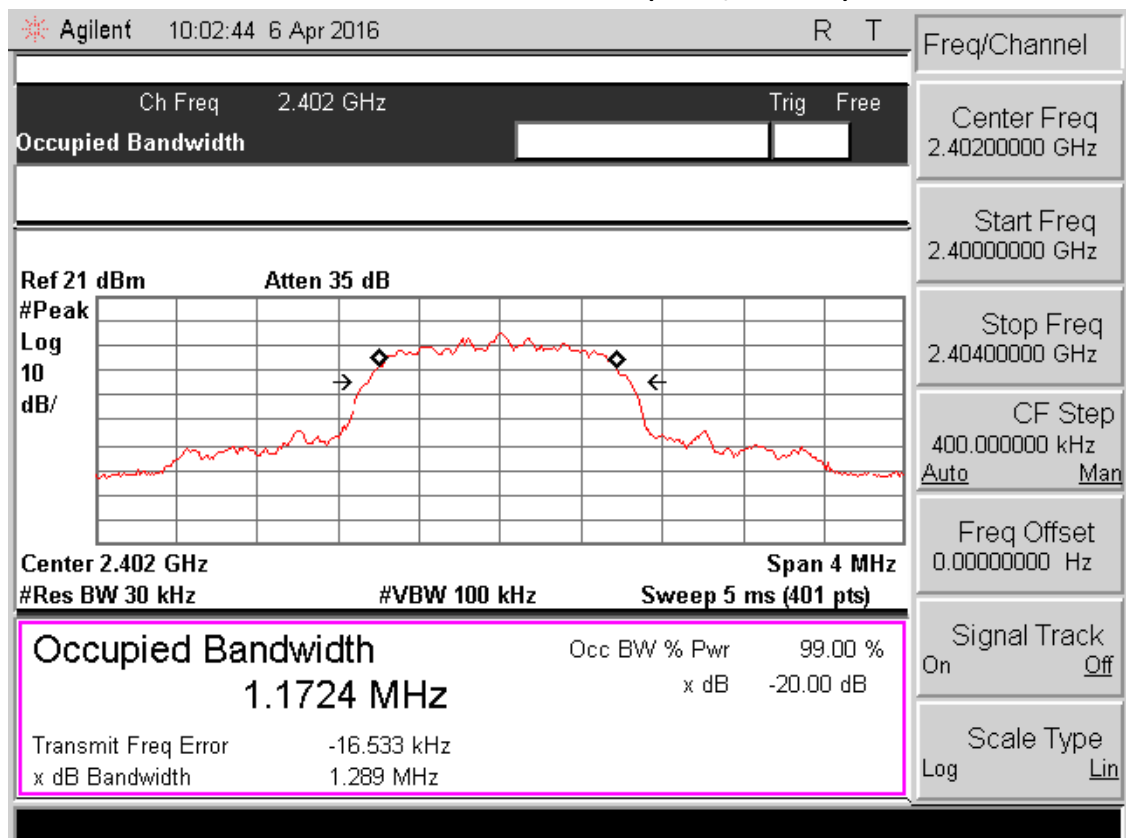 Agilent 10:02:44 6 Apr 2016 R T
Ch Freq 2.402 GHz Trig Free
Occupied Bandwidth
Ref 21 dBm Atten 35 dB
#Peak
Log
10
dB/
Center 2.402 GHz Span 4 MHz
#Res BW 30 kHz #VBW 100 kHz Sweep 5 ms (401 pts)
Occupied Bandwidth
1.1724 MHz
Occ BW % Pwr 99.00 %
x dB -20.00 dB
Transmit Freq Error -16.533 kHz
x dB Bandwidth 1.289 MHz
Freq/Channel
Center Freq
2.40200000 GHz
Start Freq
2.40000000 GHz
Stop Freq
2.40400000 GHz
CF Step
400.000000 kHz
Auto Man
Freq Offset
0.00000000 Hz
Signal Track
On Off
Scale Type
Log Lin